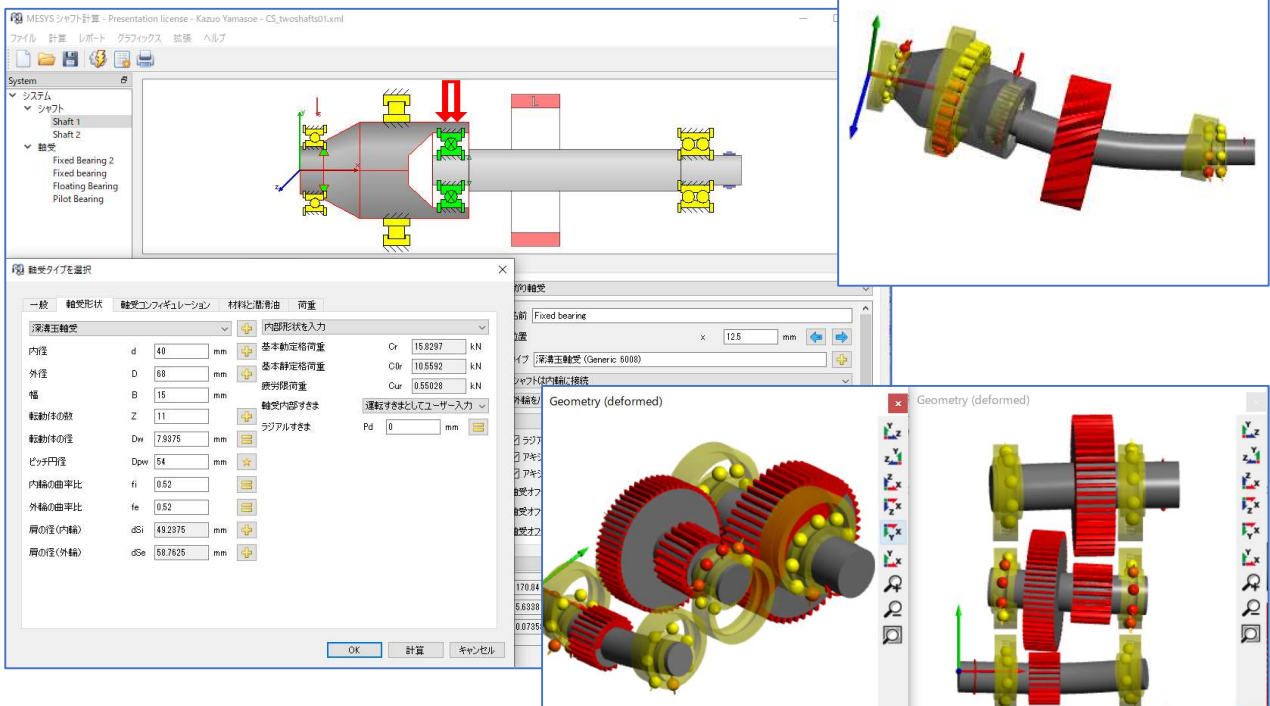 MESYS シャフト計算 - Presentation license - Kazuo Yamasoe - CS_twoshafts01.xml
ファイル 計算 レポート グラフィックス 拡張 ヘルプ
System
システム
シャフト
Shaft 1
Shaft 2
軸受
Fixed Bearing 2
Fixed bearing
Floating Bearing
Pilot Bearing
y
x
z
L
軸受タイプを選択
一般 軸受形状 軸受コンフィギュレーション 材料と潤滑油 荷重
深溝玉軸受
内径 d 40 mm
外径 D 68 mm
幅 B 15 mm
転動体の数 Z 11
転動体の径 Dw 7.9375 mm
ピッチ円径 Dpw 54 mm
内輪の曲率比 fi 0.52
外輪の曲率比 fe 0.52
肩の径(内輪) dSi 49.2375 mm
肩の径(外輪) dSe 58.7625 mm
内部形状を入力
基本動定格荷重 Cr 15.8297 kN
基本静定格荷重 C0r 10.5592 kN
疲労限荷重 Cur 0.55028 kN
軸受内部すきま 運転すきまとしてユーザー入力
ラジアルすきま Pd 0 mm
OK 計算 キャンセル
軸受
Fixed bearing
x 12.5 mm
深溝玉軸受 (Generic 6008)
シャフトは内輪に接続
170.84
5.6338
Geometry (deformed)
Geometry (deformed)